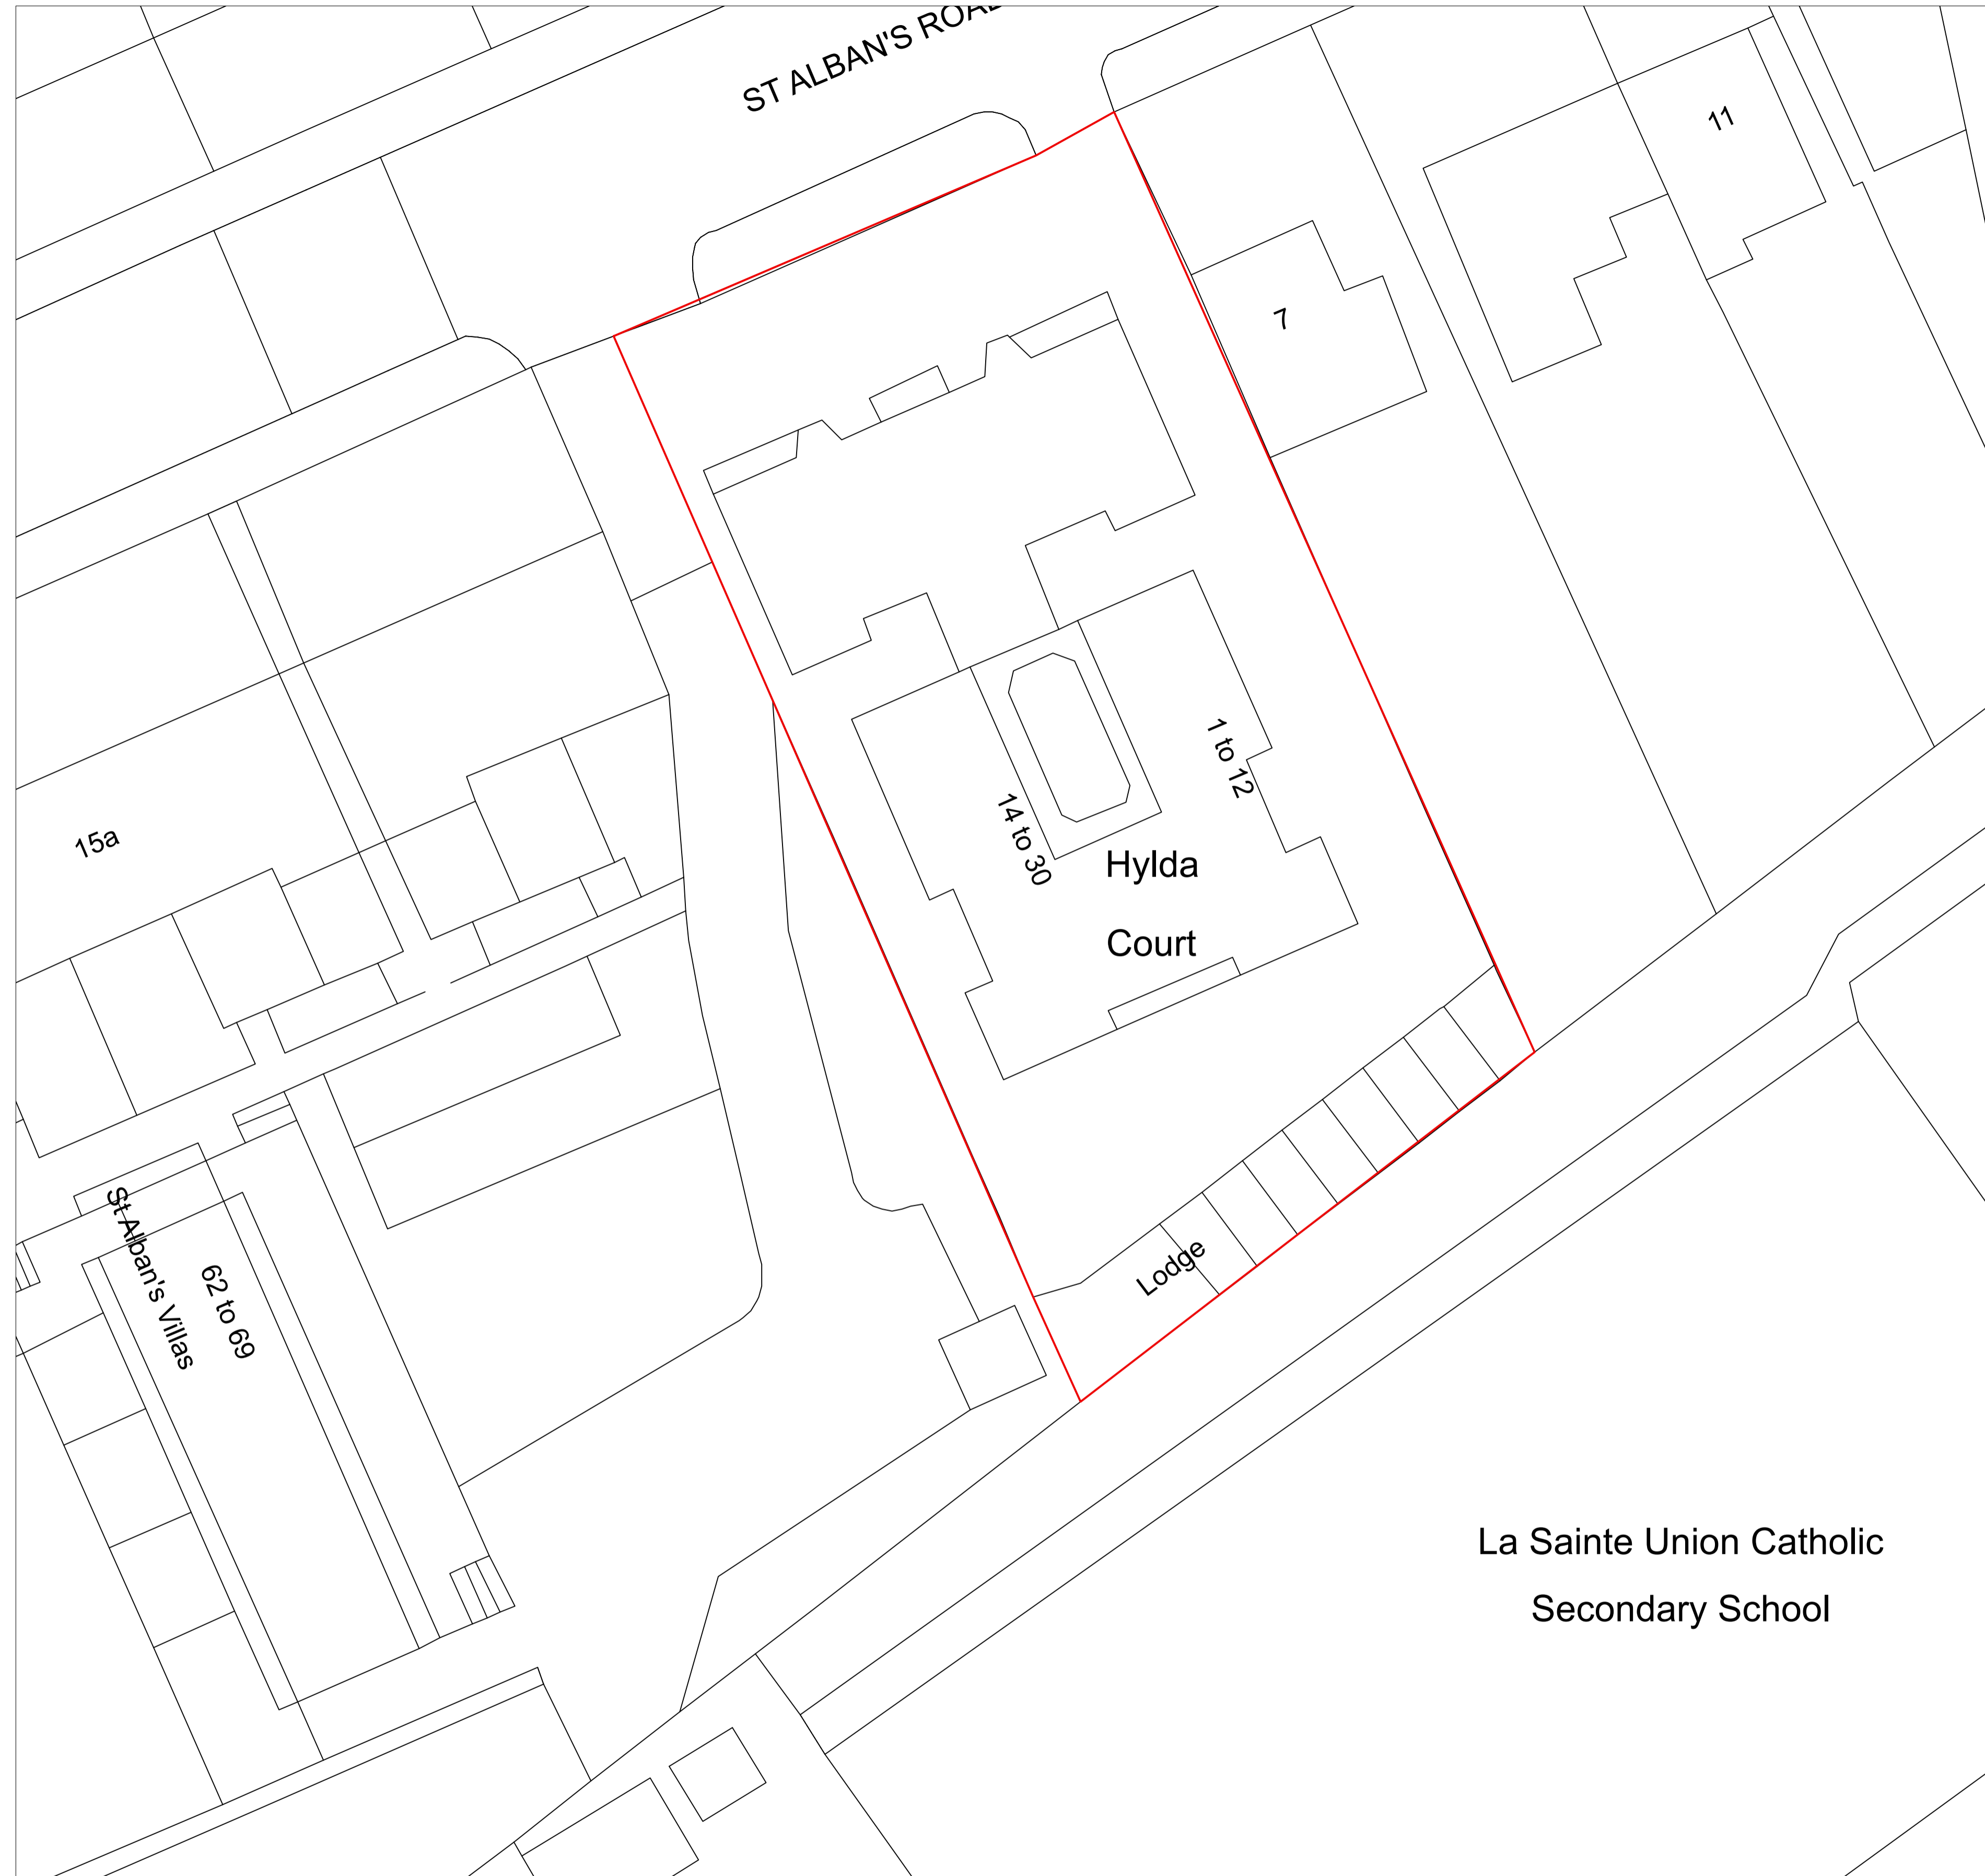 ST ALBAN'S
11
7
15a
1 to 12
14 to 30
Hylda
Court
Lodge
St Alban's Villas
62 to 69
La Sainte Union Catholic
Secondary School